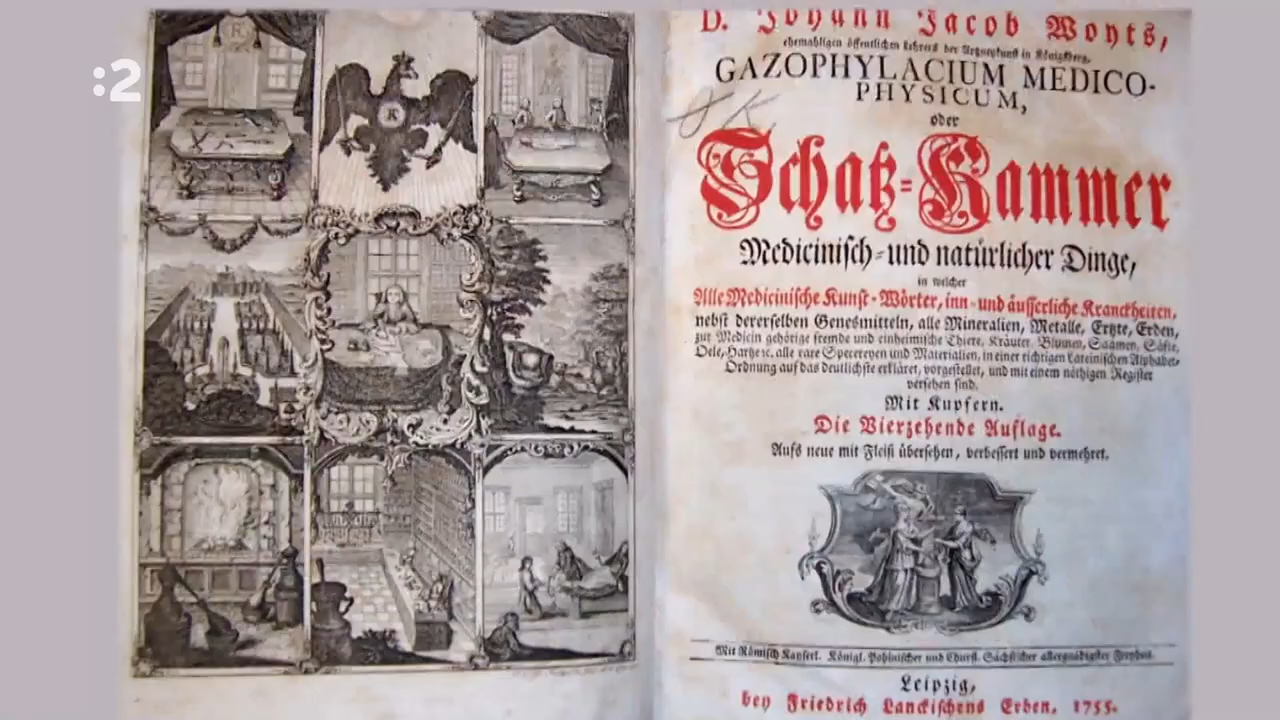 :2
D. Johann Jacob Woyts,
ehemahligen öffentlichen Lehrers der Artzneykunst in Königsberg,
GAZOPHYLACIUM MEDICO-
PHYSICUM,
oder
Schatz-Kammer
Medicinisch- und natürlicher Dinge,
in welcher
Alle Medicinische Kunst-Wörter, inn- und äusserliche Kranckheiten,
nebst dererselben Genesmitteln, alle Mineralien, Metalle, Ertzte, Erden,
zur Medicin gehörige fremde und einheimische Thiere, Kräuter, Blumen, Saamen, Säfte,
Oele, Hartze ꝛc. alle rare Specereyen und Materialien, in einer richtigen Lateinischen Alphabet-
Ordnung auf das deutlichste erkläret, vorgestellet, und mit einem nöthigen Register
versehen sind.
Mit Kupfern.
Die Vierzehende Auflage.
Aufs neue mit Fleiß übersehen, verbessert und vermehret.
Mit Römisch Kayserl. Königl. Pohlnischer und Churfl. Sächsischer allergnädigster Freyheit.
Leipzig,
bey Friedrich Lanckischens Erben. 1755.
R
R